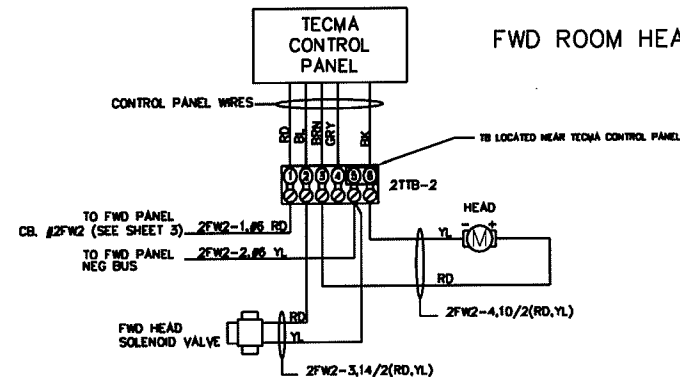 TECMA
CONTROL
PANEL
FWD ROOM HEA
CONTROL PANEL WIRES
RD
BL
BRN
GRY
BK
TB LOCATED NEAR TECMA CONTROL PANEL
1 2 3 4 5 6
2TTB-2
TO FWD PANEL
CB. #2FW2 (SEE SHEET 3)
2FW2-1,#6 RD
TO FWD PANEL
NEG BUS
2FW2-2,#6 YL
HEAD
YL
- M +
RD
2FW2-4,10/2(RD,YL)
FWD HEAD
SOLENOID VALVE
RD
YL
2FW2-3,14/2(RD,YL)